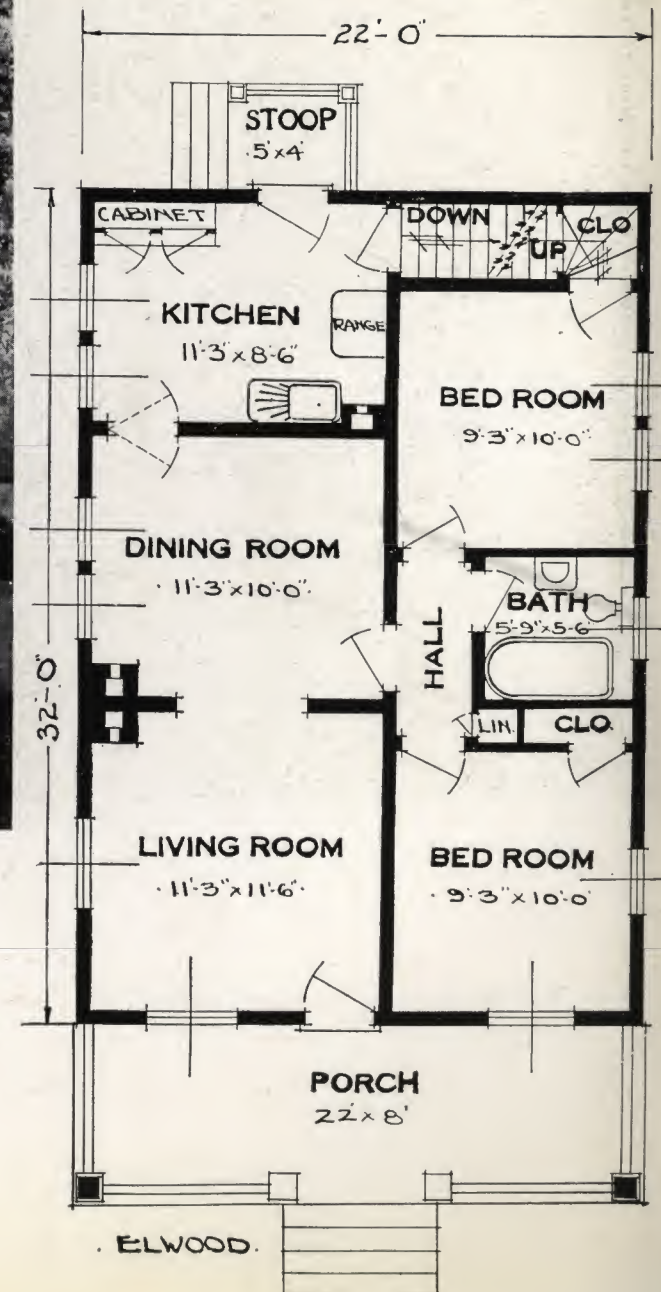 22'-0"
STOOP
5'x4'
CABINET
DOWN
UP
CLO
KITCHEN
11'-3"x8'-6"
RANGE
BED ROOM
9'-3"x10'-0"
DINING ROOM
11'-3"x10'-0"
HALL
BATH
5'-9"x5'-6"
32'-0"
LIN.
CLO.
LIVING ROOM
11'-3"x11'-6"
BED ROOM
9'-3"x10'-0"
PORCH
22'x8'
ELWOOD.